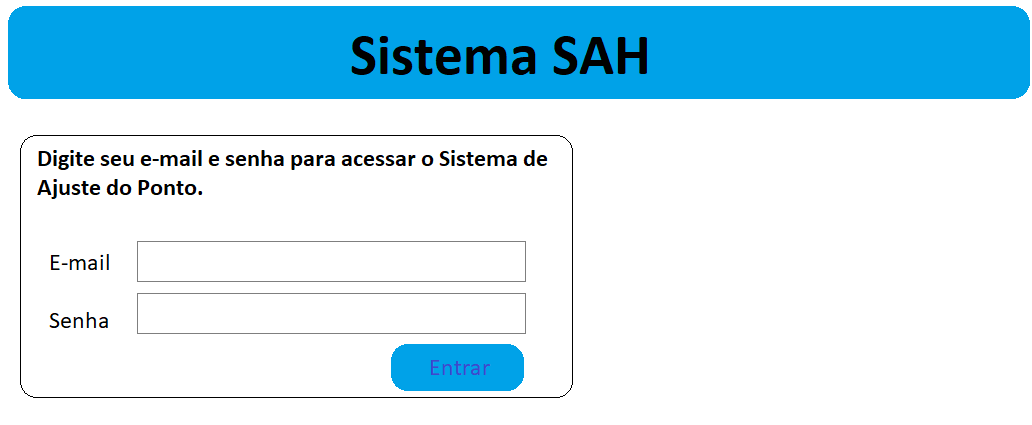 Sistema SAH
Digite seu e-mail e senha para acessar o Sistema de
Ajuste do Ponto.
E-mail
Senha
Entrar